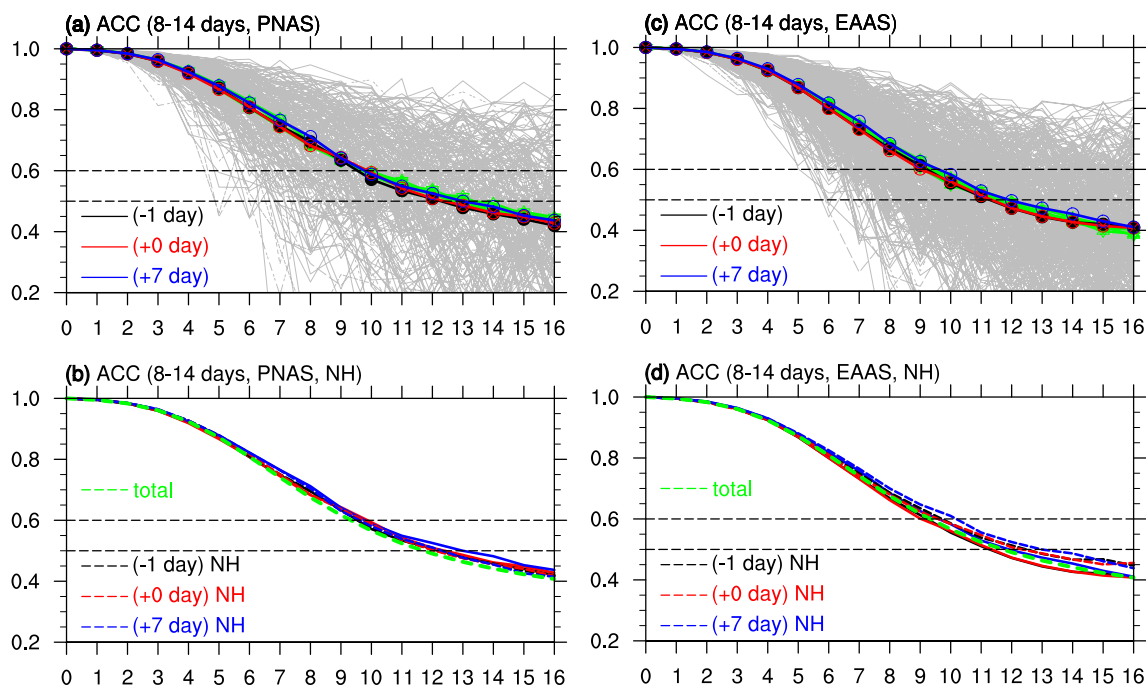 (a) ACC (8-14 days, PNAS)
1.0
0.8
0.6
0.4
0.2
(-1 day)
(+0 day)
(+7 day)
0 1 2 3 4 5 6 7 8 9 10 11 12 13 14 15 16
(c) ACC (8-14 days, EAAS)
1.0
0.8
0.6
0.4
0.2
(-1 day)
(+0 day)
(+7 day)
0 1 2 3 4 5 6 7 8 9 10 11 12 13 14 15 16
(b) ACC (8-14 days, PNAS, NH)
1.0
0.8
0.6
0.4
0.2
total
(-1 day) NH
(+0 day) NH
(+7 day) NH
0 1 2 3 4 5 6 7 8 9 10 11 12 13 14 15 16
(d) ACC (8-14 days, EAAS, NH)
1.0
0.8
0.6
0.4
0.2
total
(-1 day) NH
(+0 day) NH
(+7 day) NH
0 1 2 3 4 5 6 7 8 9 10 11 12 13 14 15 16